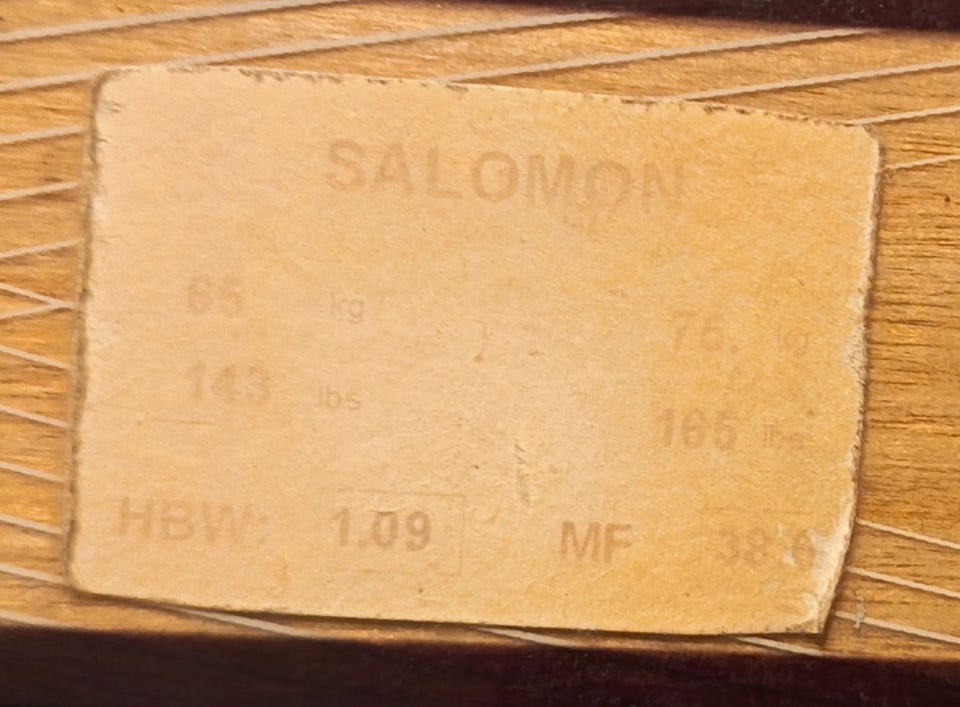 SALOMON
65 kg 75. kg
143 lbs 165 lbs
HBW: 1.09 MF 38.6